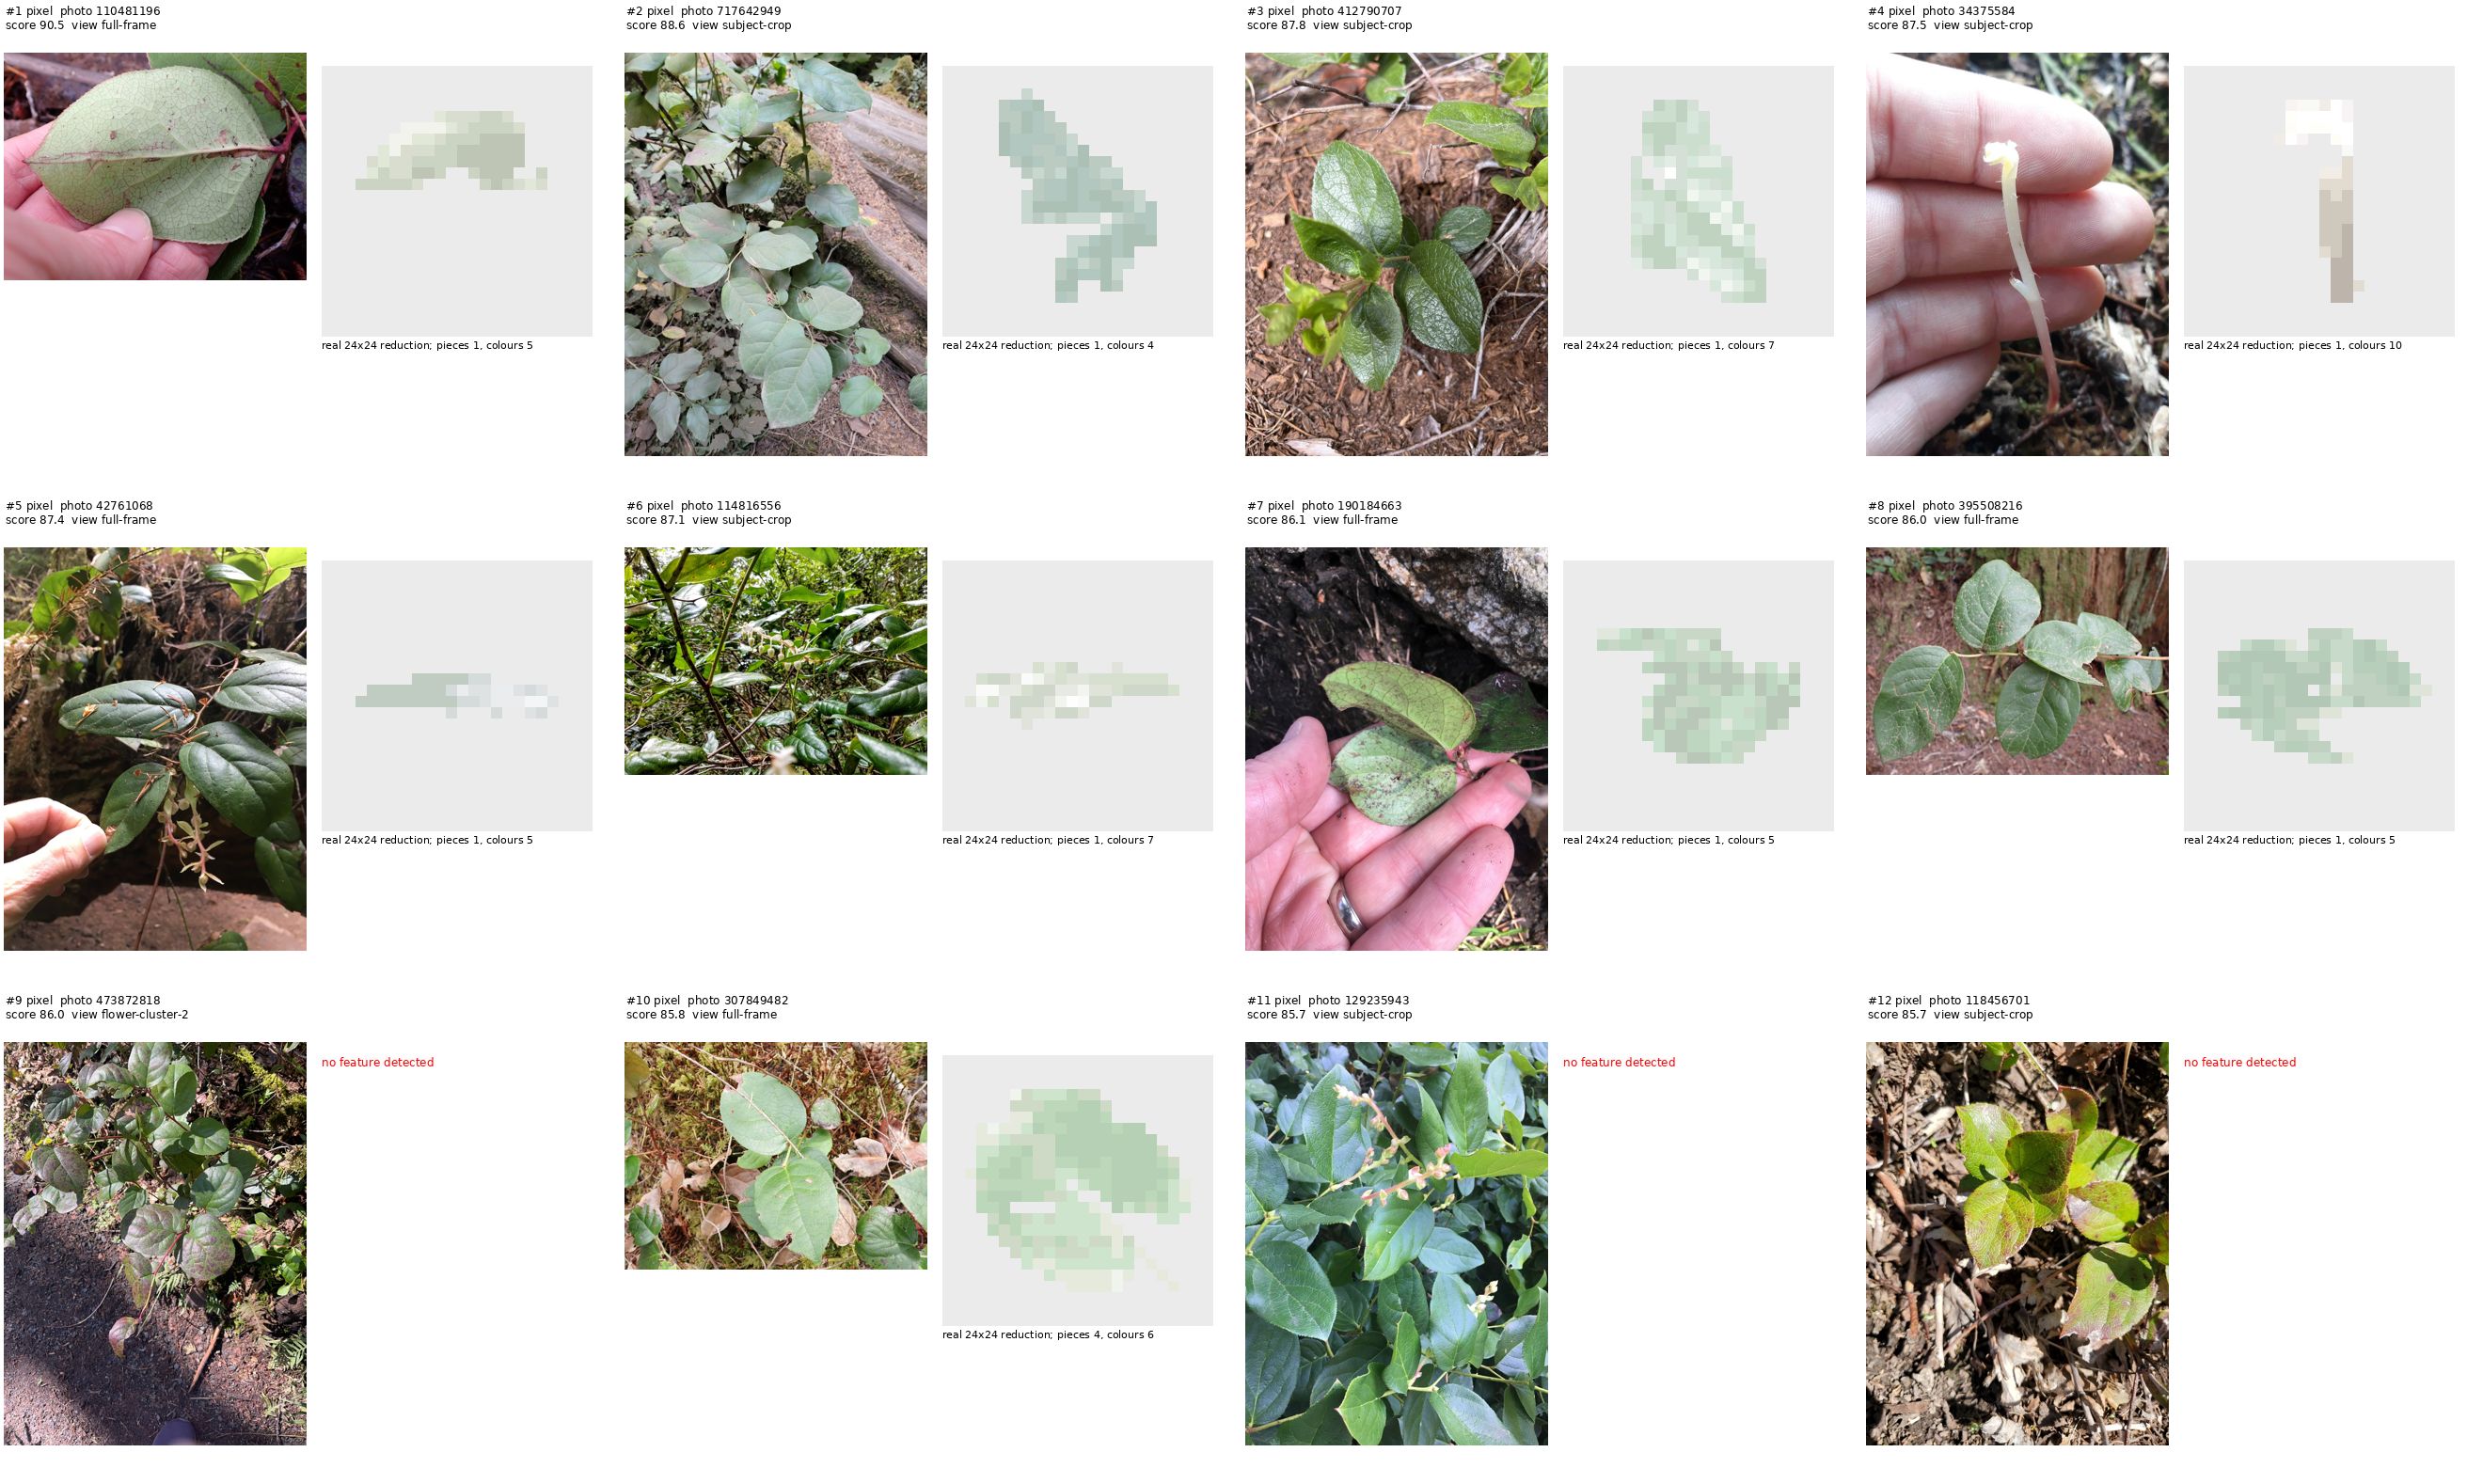 #1 pixel  photo 110481196
score 90.5  view full-frame
real 24x24 reduction; pieces 1, colours 5
#2 pixel  photo 717642949
score 88.6  view subject-crop
real 24x24 reduction; pieces 1, colours 4
#3 pixel  photo 412790707
score 87.8  view subject-crop
real 24x24 reduction; pieces 1, colours 7
#4 pixel  photo 34375584
score 87.5  view subject-crop
real 24x24 reduction; pieces 1, colours 10
#5 pixel  photo 42761068
score 87.4  view full-frame
real 24x24 reduction; pieces 1, colours 5
#6 pixel  photo 114816556
score 87.1  view subject-crop
real 24x24 reduction; pieces 1, colours 7
#7 pixel  photo 190184663
score 86.1  view full-frame
real 24x24 reduction; pieces 1, colours 5
#8 pixel  photo 395508216
score 86.0  view full-frame
real 24x24 reduction; pieces 1, colours 5
#9 pixel  photo 473872818
score 86.0  view flower-cluster-2
no feature detected
#10 pixel  photo 307849482
score 85.8  view full-frame
real 24x24 reduction; pieces 4, colours 6
#11 pixel  photo 129235943
score 85.7  view subject-crop
no feature detected
#12 pixel  photo 118456701
score 85.7  view subject-crop
no feature detected